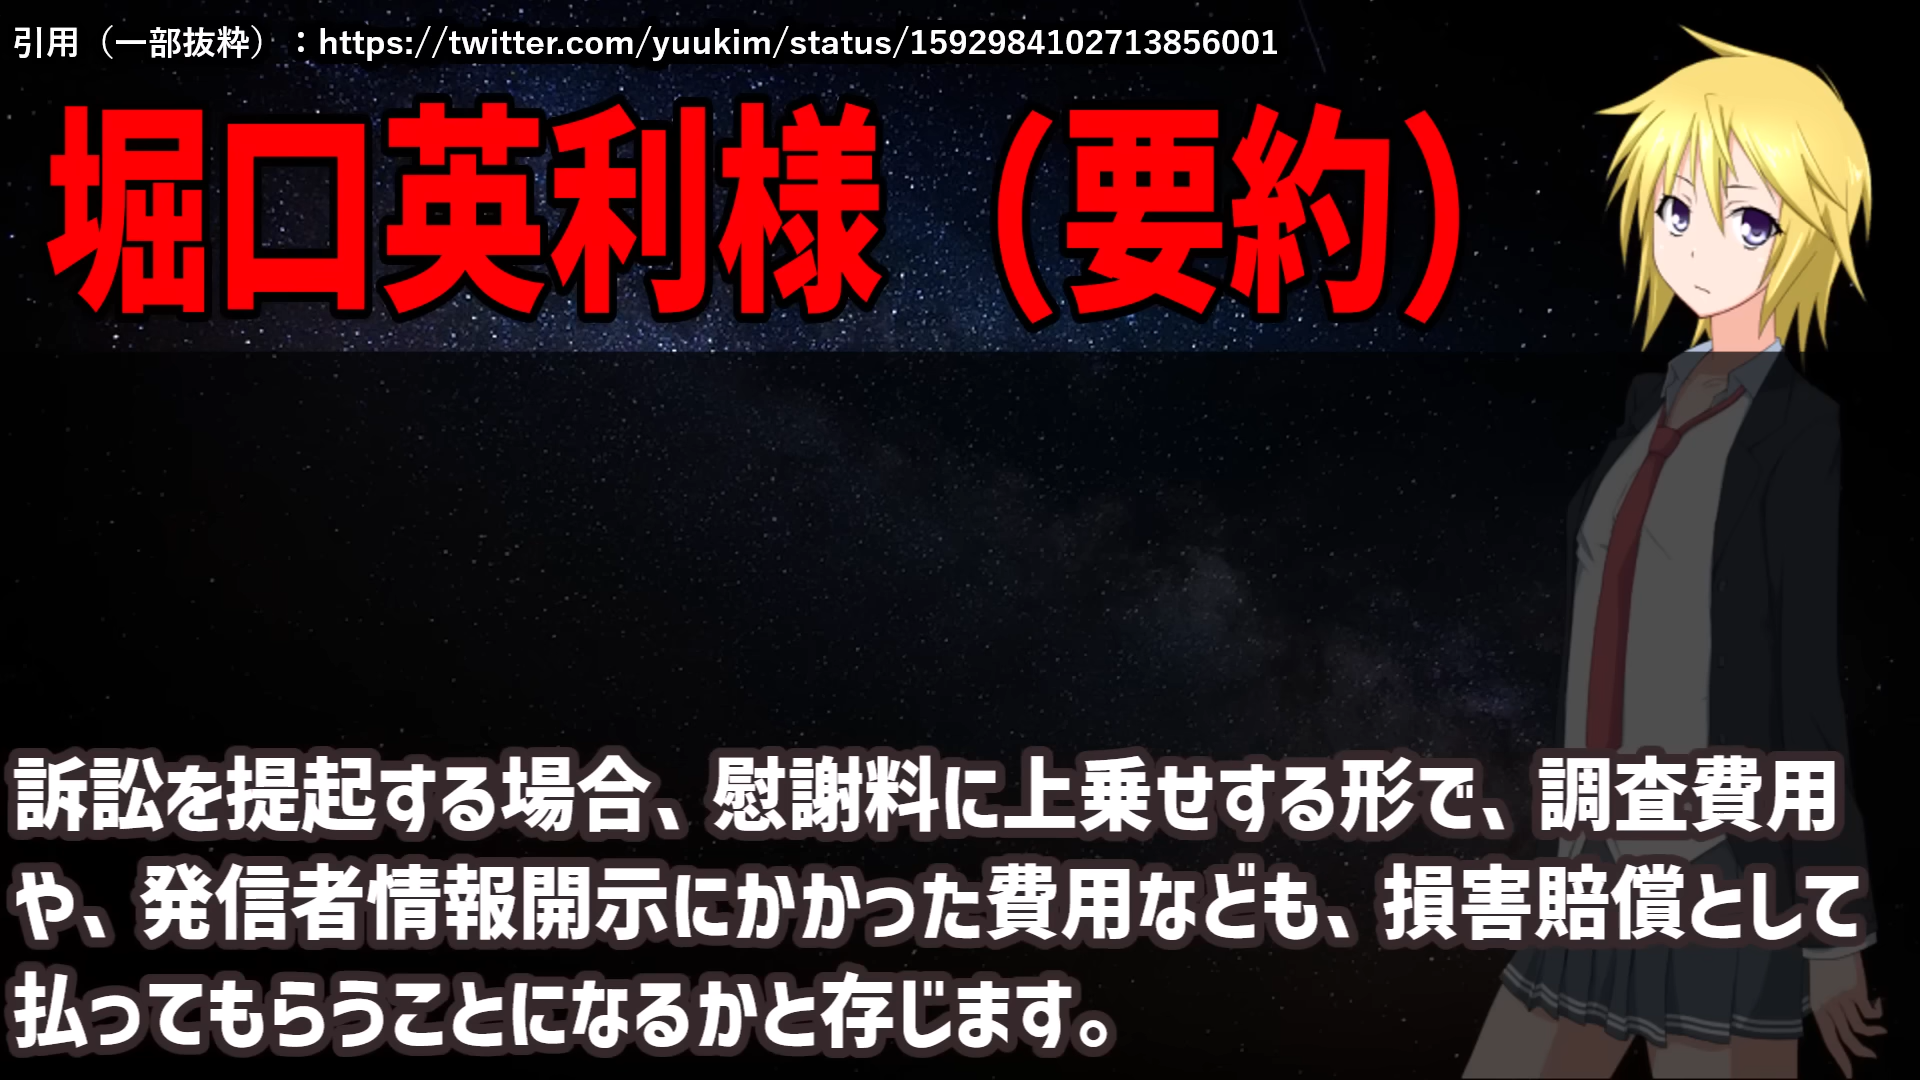 引用（一部抜粋）：https://twitter.com/yuukim/status/1592984102713856001
堀口英利様（要約）
訴訟を提起する場合、慰謝料に上乗せする形で、調査費用
や、発信者情報開示にかかった費用なども、損害賠償として
払ってもらうことになるかと存じます。